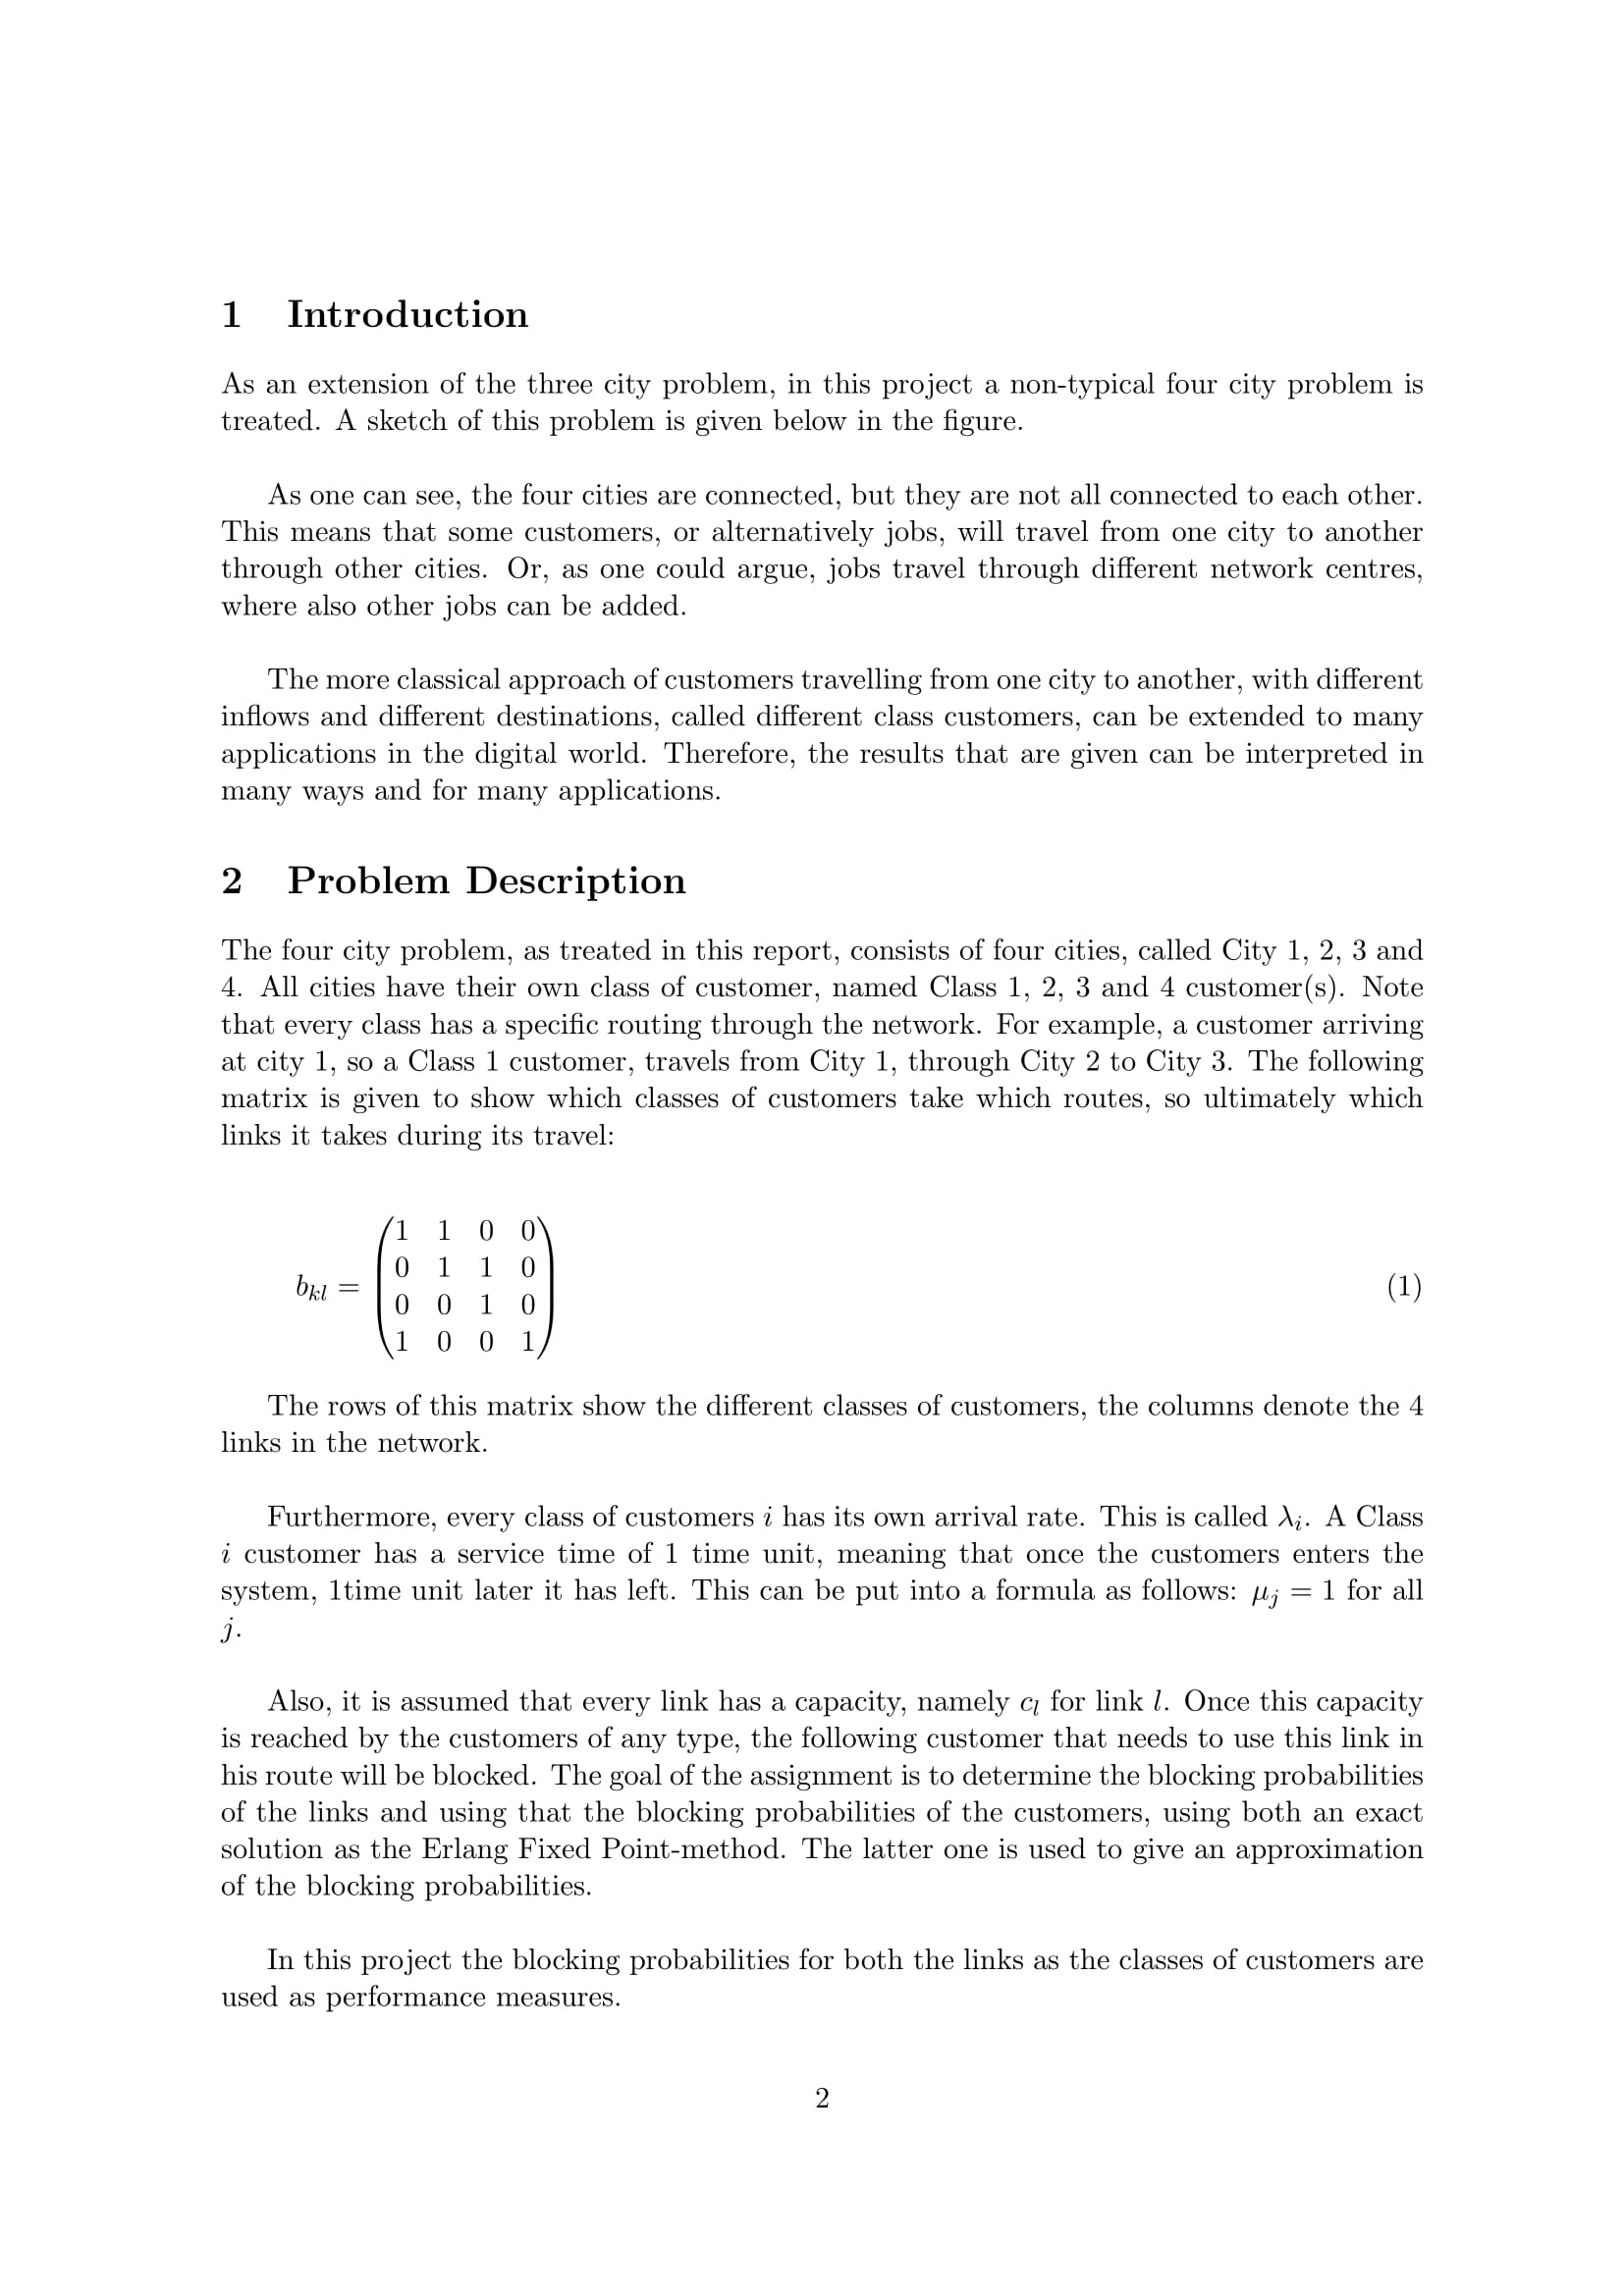 1 Introduction
As an extension of the three city problem, in this project a non-typical four city problem is
treated. A sketch of this problem is given below in the figure.
As one can see, the four cities are connected, but they are not all connected to each other.
This means that some customers, or alternatively jobs, will travel from one city to another
through other cities. Or, as one could argue, jobs travel through different network centres,
where also other jobs can be added.
The more classical approach of customers travelling from one city to another, with different
inflows and different destinations, called different class customers, can be extended to many
applications in the digital world. Therefore, the results that are given can be interpreted in
many ways and for many applications.
2 Problem Description
The four city problem, as treated in this report, consists of four cities, called City 1, 2, 3 and
4. All cities have their own class of customer, named Class 1, 2, 3 and 4 customer(s). Note
that every class has a specific routing through the network. For example, a customer arriving
at city 1, so a Class 1 customer, travels from City 1, through City 2 to City 3. The following
matrix is given to show which classes of customers take which routes, so ultimately which
links it takes during its travel:
1 1 0 0
0 1 1 0
b_{kl} = (1)
0 0 1 0
1 0 0 1
The rows of this matrix show the different classes of customers, the columns denote the 4
links in the network.
Furthermore, every class of customers i has its own arrival rate. This is called λ_i. A Class
i customer has a service time of 1 time unit, meaning that once the customers enters the
system, 1time unit later it has left. This can be put into a formula as follows: μ_j = 1 for all
j.
Also, it is assumed that every link has a capacity, namely c_l for link l. Once this capacity
is reached by the customers of any type, the following customer that needs to use this link in
his route will be blocked. The goal of the assignment is to determine the blocking probabilities
of the links and using that the blocking probabilities of the customers, using both an exact
solution as the Erlang Fixed Point-method. The latter one is used to give an approximation
of the blocking probabilities.
In this project the blocking probabilities for both the links as the classes of customers are
used as performance measures.
2